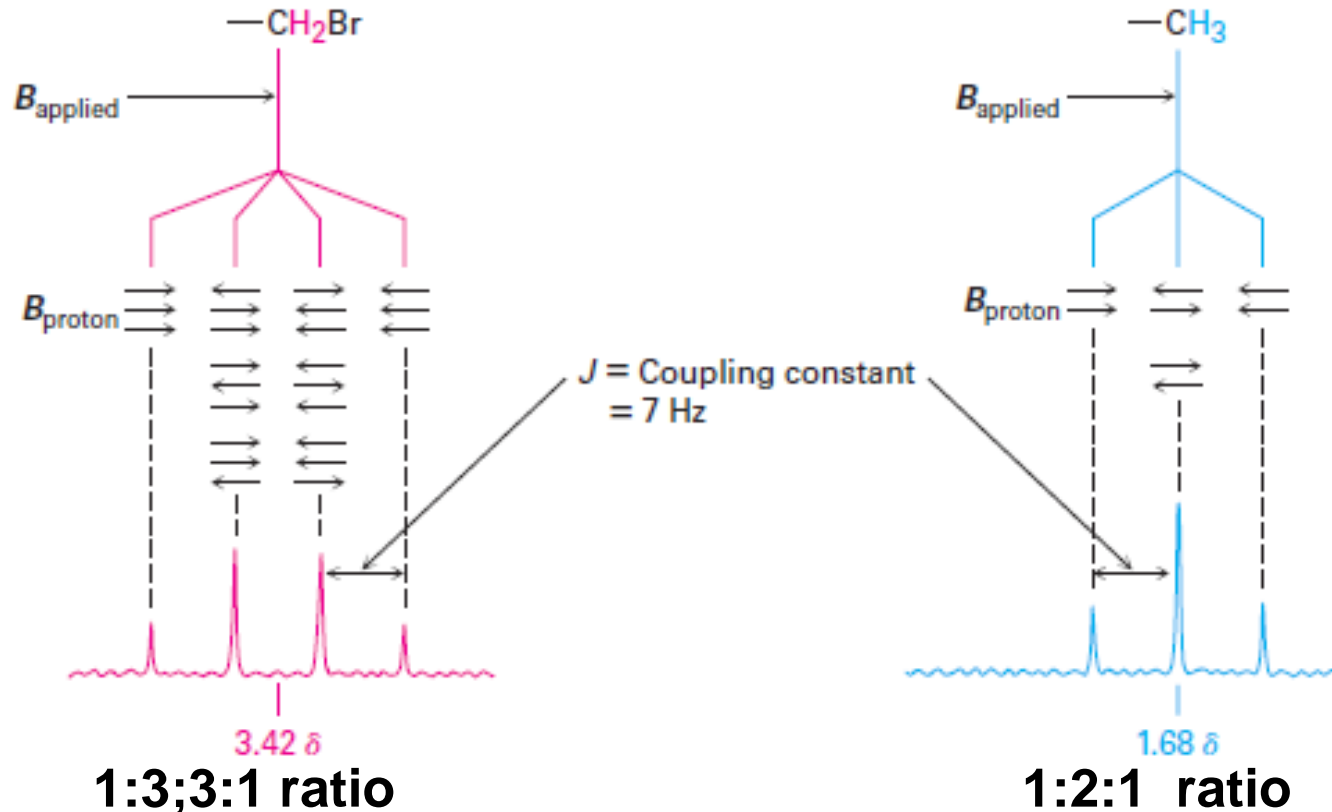 —CH₂Br
—CH₃
Bapplied
Bapplied
Bproton
Bproton
J = Coupling constant
= 7 Hz
3.42 δ
1.68 δ
1:3;3:1 ratio
1:2:1 ratio